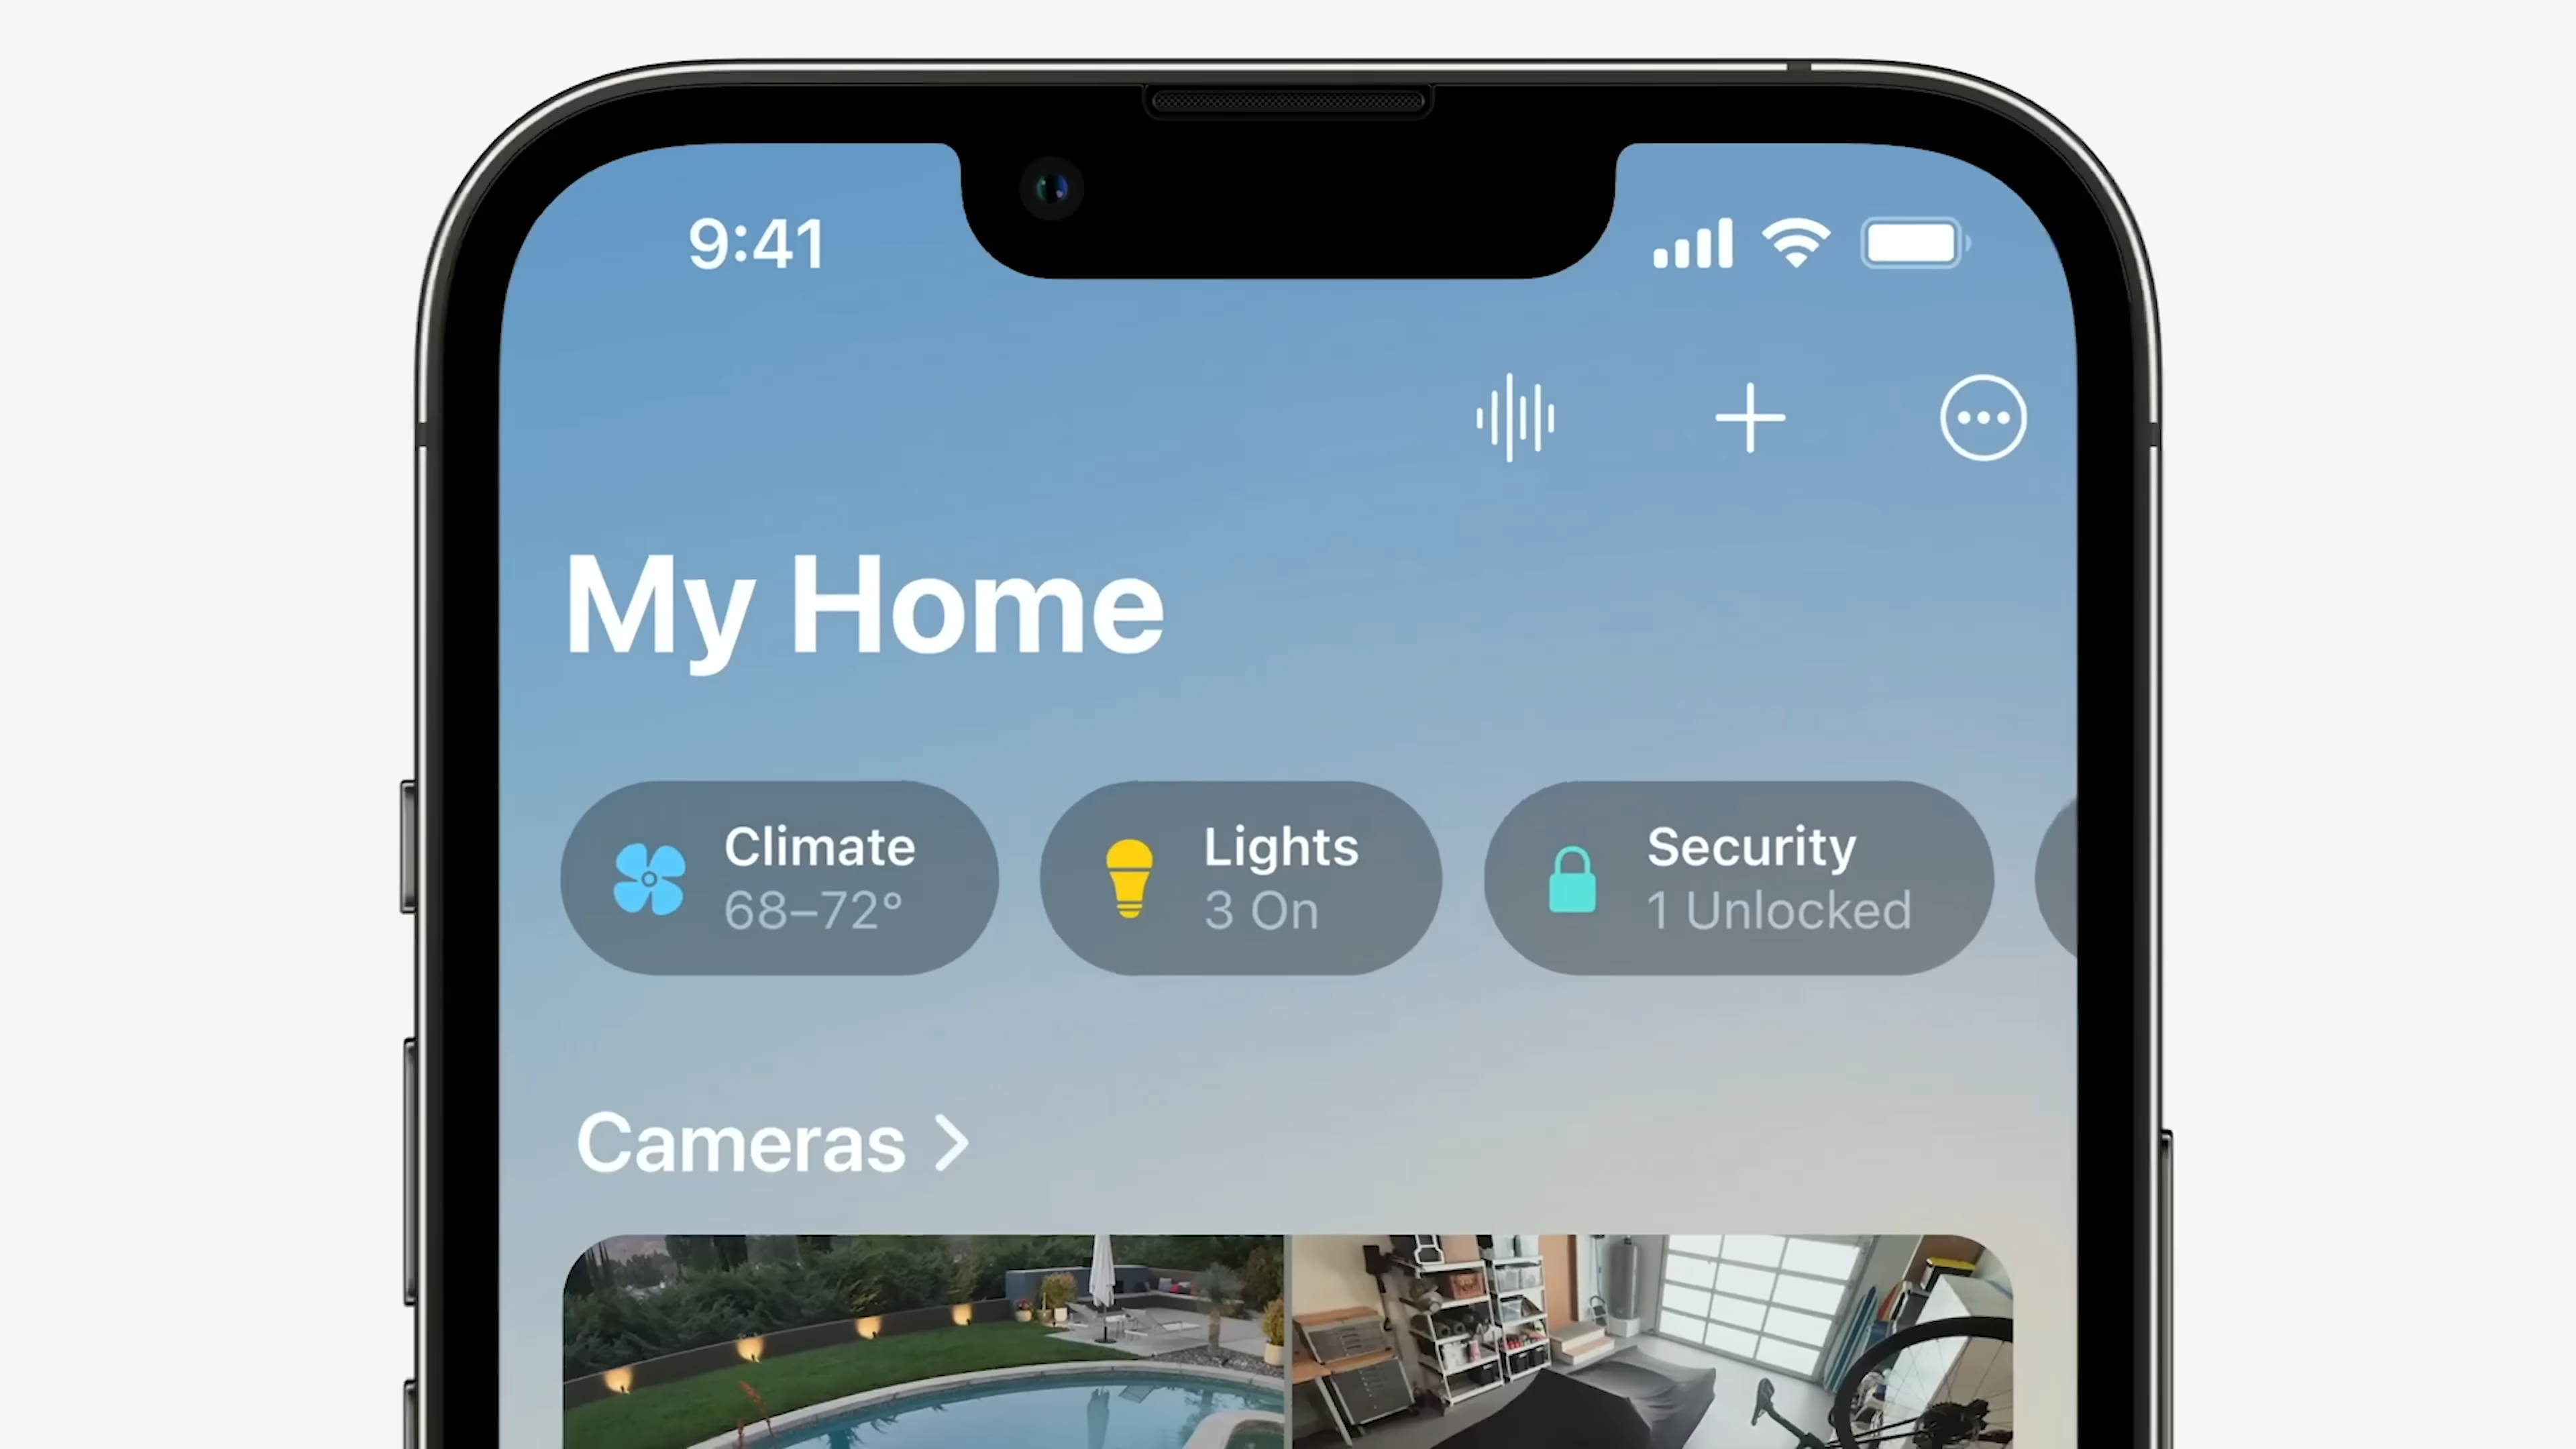 9:41
My Home
Climate
68–72°
Lights
3 On
Security
1 Unlocked
Cameras